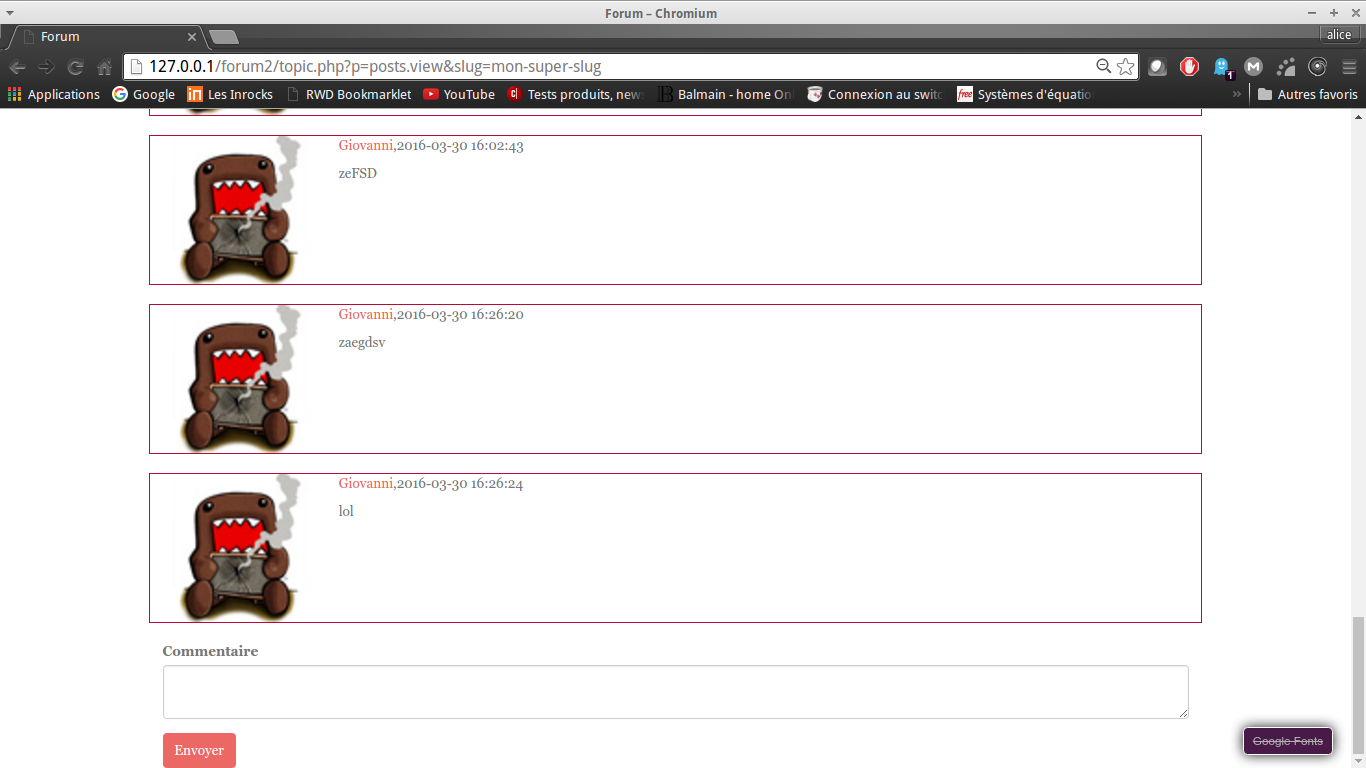 Forum – Chromium
Forum
alice
127.0.0.1/forum2/topic.php?p=posts.view&slug=mon-super-slug
1
Applications Google Les Inrocks RWD Bookmarklet YouTube Tests produits, new Balmain - home On Connexion au swit Systèmes d'équatio » Autres favoris
Giovanni,2016-03-30 16:02:43
zeFSD
Giovanni,2016-03-30 16:26:20
zaegdsv
Giovanni,2016-03-30 16:26:24
lol
Commentaire
Envoyer
Google Fonts